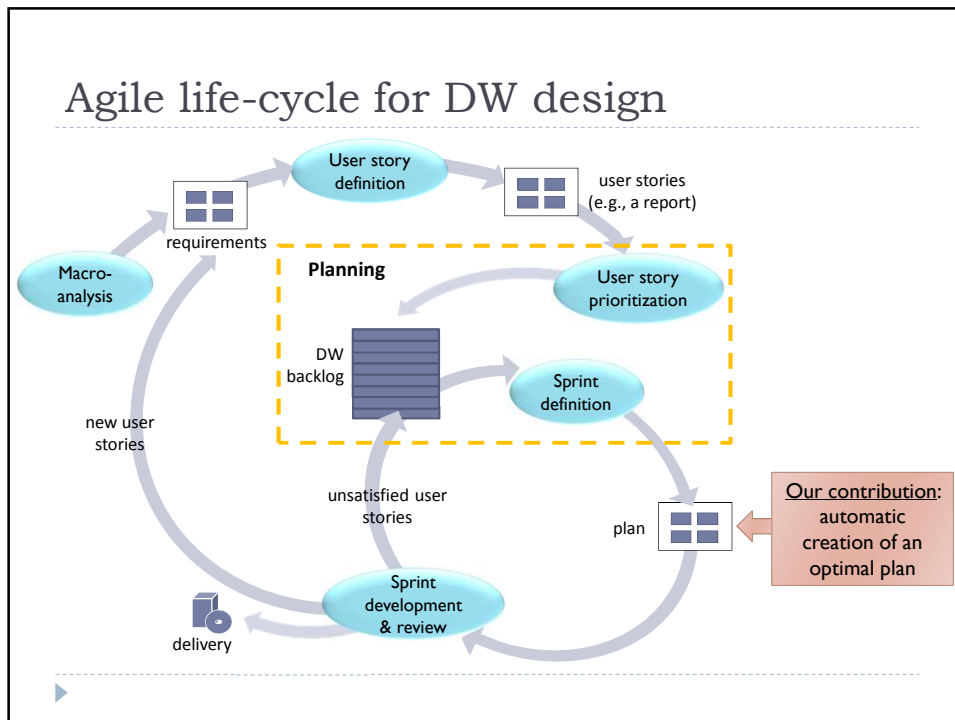 Agile life-cycle for DW design
User story
definition
user stories
(e.g., a report)
requirements
Macro-
analysis
Planning
User story
prioritization
DW
backlog
Sprint
definition
new user
stories
unsatisfied user
stories
plan
Our contribution:
automatic
creation of an
optimal plan
Sprint
development
& review
delivery